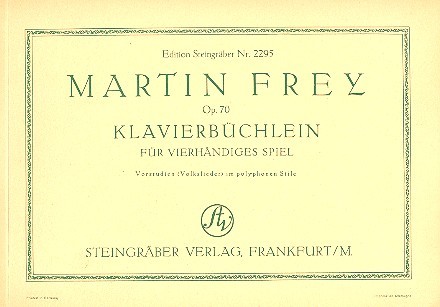 Edition Steingräber Nr. 2295
MARTIN FREY
Op. 70
KLAVIERBÜCHLEIN
FÜR VIERHÄNDIGES SPIEL
Vorstudien (Volkslieder) im polyphonen Stile
StV
STEINGRÄBER VERLAG, FRANKFURT/M.